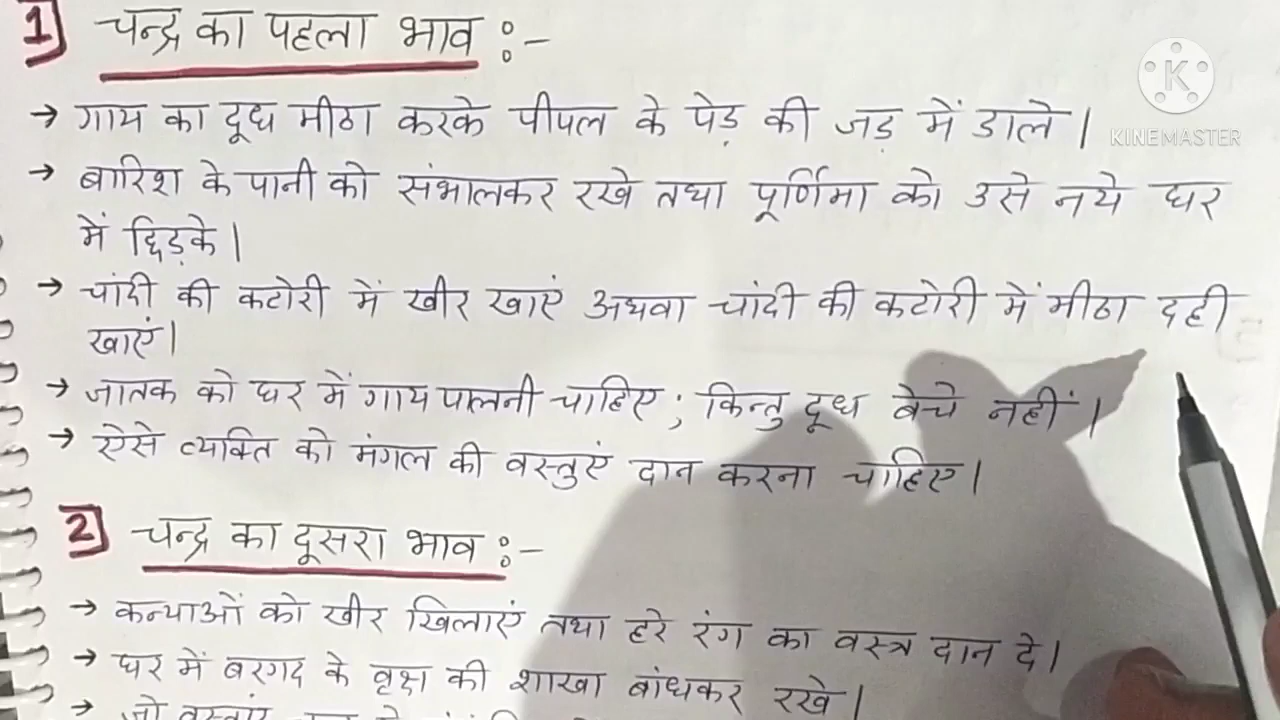 1] चन्द्र का पहला भाव :-
K
KINEMASTER
→ गाय का दूध मीठा करके पीपल के पेड़ की जड़ में डाले।
→ बारिश के पानी को संभालकर रखे तथा पूर्णिमा को उसे नये घर
में छिड़के।
→ चांदी की कटोरी में खीर खाएं अथवा चांदी की कटोरी में मीठा दही
खाएं।
→ जातक को घर में गाय पालनी चाहिए; किन्तु दूध बेचे नहीं।
→ ऐसे व्यक्ति को मंगल की वस्तुएं दान करना चाहिए।
2] चन्द्र का दूसरा भाव :-
→ कन्याओं को खीर खिलाएं तथा हरे रंग का वस्त्र दान दे।
→ घर में बरगद के वृक्ष की शाखा बांधकर रखे।
→ जो वस्तुएं